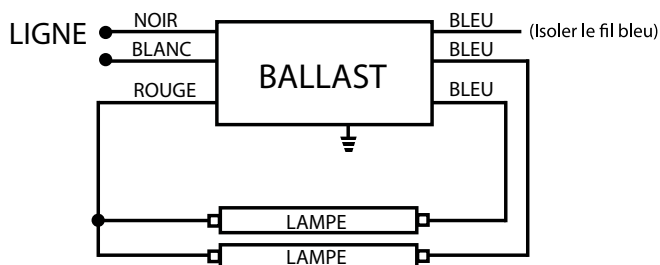 LIGNE
NOIR
BLANC
ROUGE
BALLAST
BLEU (Isoler le fil bleu)
BLEU
BLEU
LAMPE
LAMPE